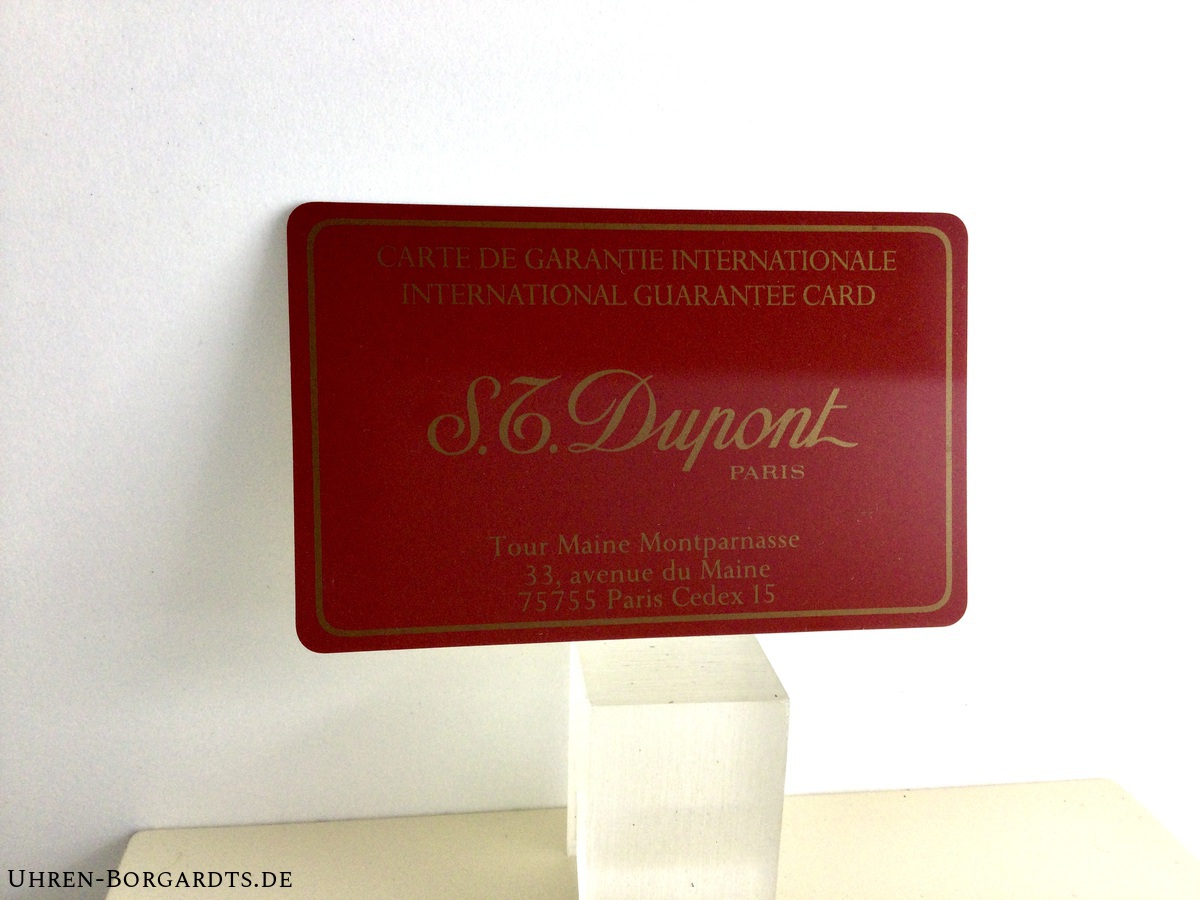 CARTE DE GARANTIE INTERNATIONALE
INTERNATIONAL GUARANTEE CARD
S.T. Dupont
PARIS
Tour Maine Montparnasse
33, avenue du Maine
75755 Paris Cedex 15
UHREN-BORGARDTS.DE